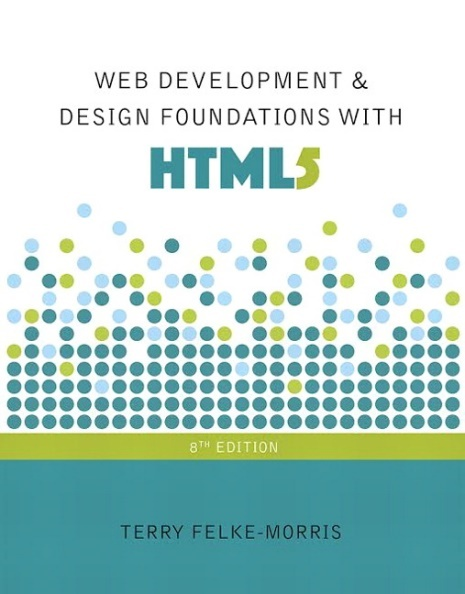 WEB DEVELOPMENT &
DESIGN FOUNDATIONS WITH
HTML5
8TH EDITION
TERRY FELKE-MORRIS